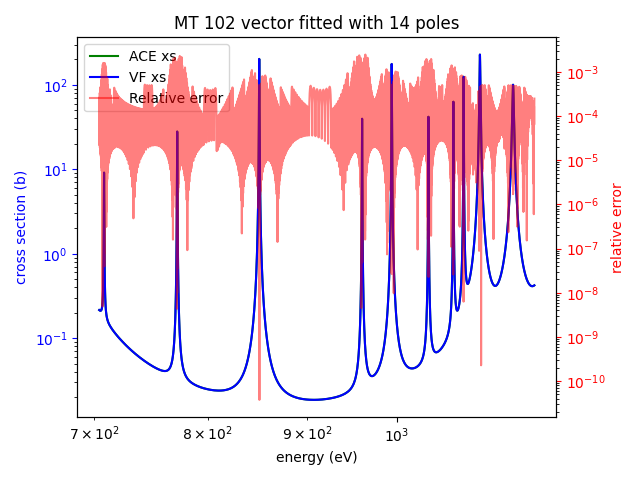 MT 102 vector fitted with 14 poles
ACE xs
VF xs
Relative error
10²
10¹
10⁰
10⁻¹
cross section (b)
10⁻³
10⁻⁴
10⁻⁵
10⁻⁶
10⁻⁷
10⁻⁸
10⁻⁹
10⁻¹⁰
relative error
7 × 10² 8 × 10² 9 × 10² 10³
energy (eV)